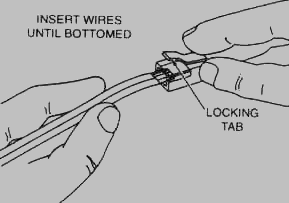 INSERT WIRES
UNTIL BOTTOMED
LOCKING
TAB